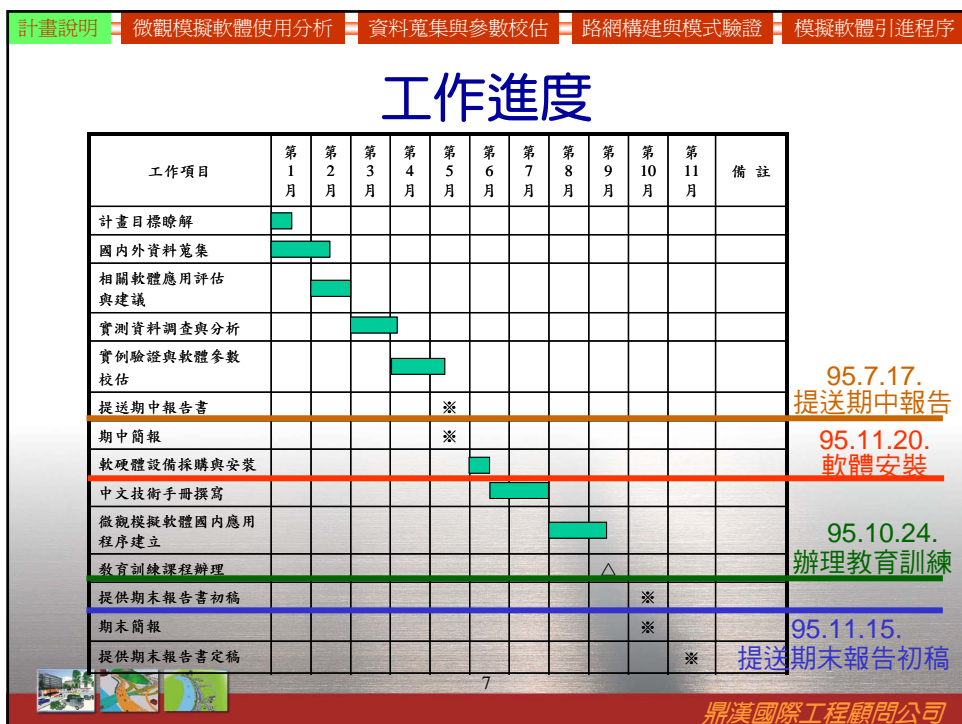 計畫說明 微觀模擬軟體使用分析 資料蒐集與參數校估 路網構建與模式驗證 模擬軟體引進程序
工作進度
工作項目 第1月 第2月 第3月 第4月 第5月 第6月 第7月 第8月 第9月 第10月 第11月 備 註
計畫目標瞭解
國內外資料蒐集
相關軟體應用評估
與建議
實測資料調查與分析
實例驗證與軟體參數
校估
提送期中報告書 ※
期中簡報 ※
軟硬體設備採購與安裝
中文技術手冊撰寫
微觀模擬軟體國內應用
程序建立
教育訓練課程辦理 △
提供期末報告書初稿 ※
期末簡報 ※
提供期末報告書定稿 ※
95.7.17.
提送期中報告
95.11.20.
軟體安裝
95.10.24.
辦理教育訓練
95.11.15.
提送期末報告初稿
7
鼎漢國際工程顧問公司